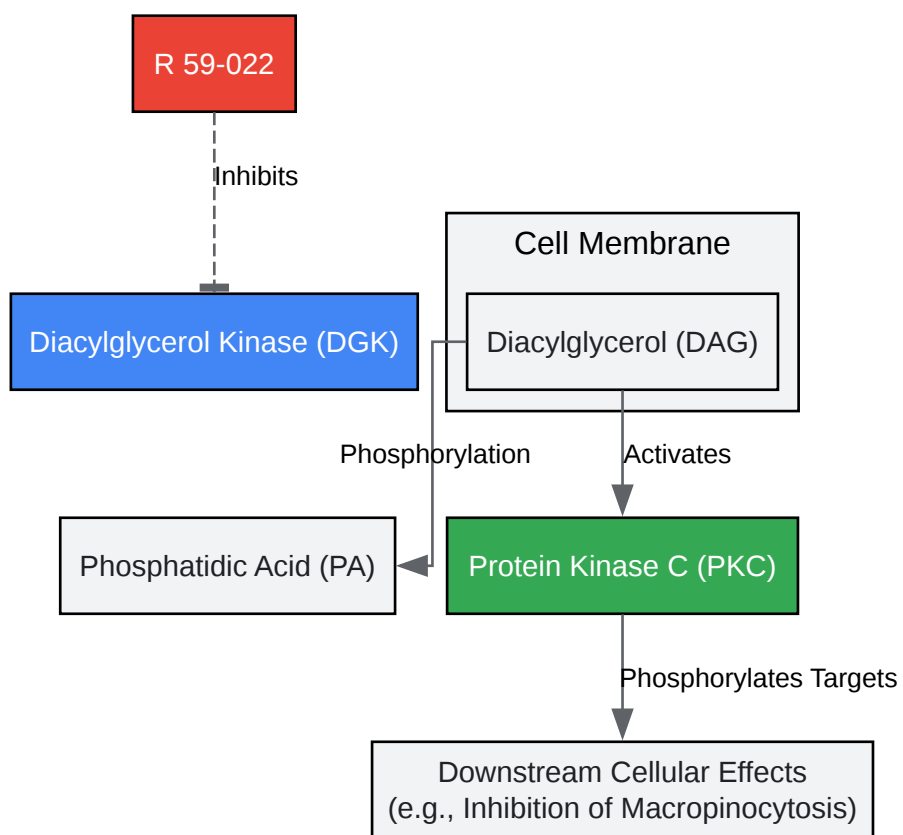 R 59-022
Inhibits
Cell Membrane
Diacylglycerol Kinase (DGK)
Diacylglycerol (DAG)
Phosphorylation
Activates
Phosphatidic Acid (PA)
Protein Kinase C (PKC)
Phosphorylates Targets
Downstream Cellular Effects
(e.g., Inhibition of Macropinocytosis)